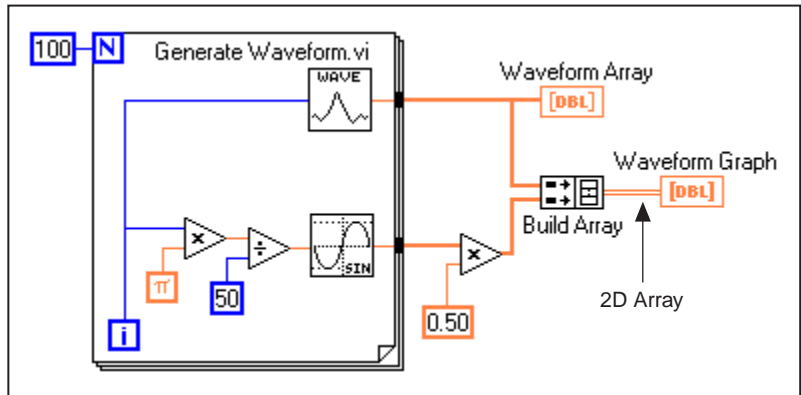 100
N
Generate Waveform.vi
WAVE
Waveform Array
[DBL]
Waveform Graph
[DBL]
Build Array
x
÷
SIN
x
π
50
0.50
2D Array
i